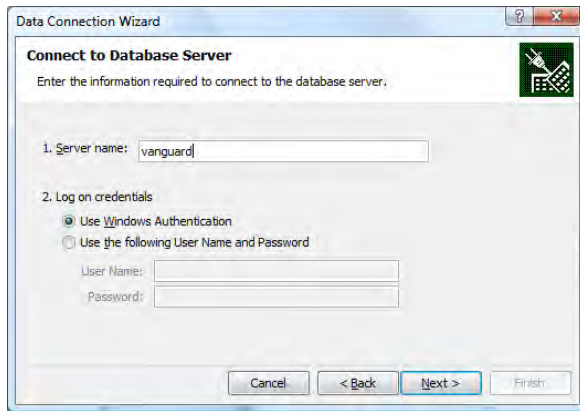 Data Connection Wizard
Connect to Database Server
Enter the information required to connect to the database server.
1. Server name: vanguard
2. Log on credentials
Use Windows Authentication
Use the following User Name and Password
User Name:
Password:
Cancel < Back Next > Finish